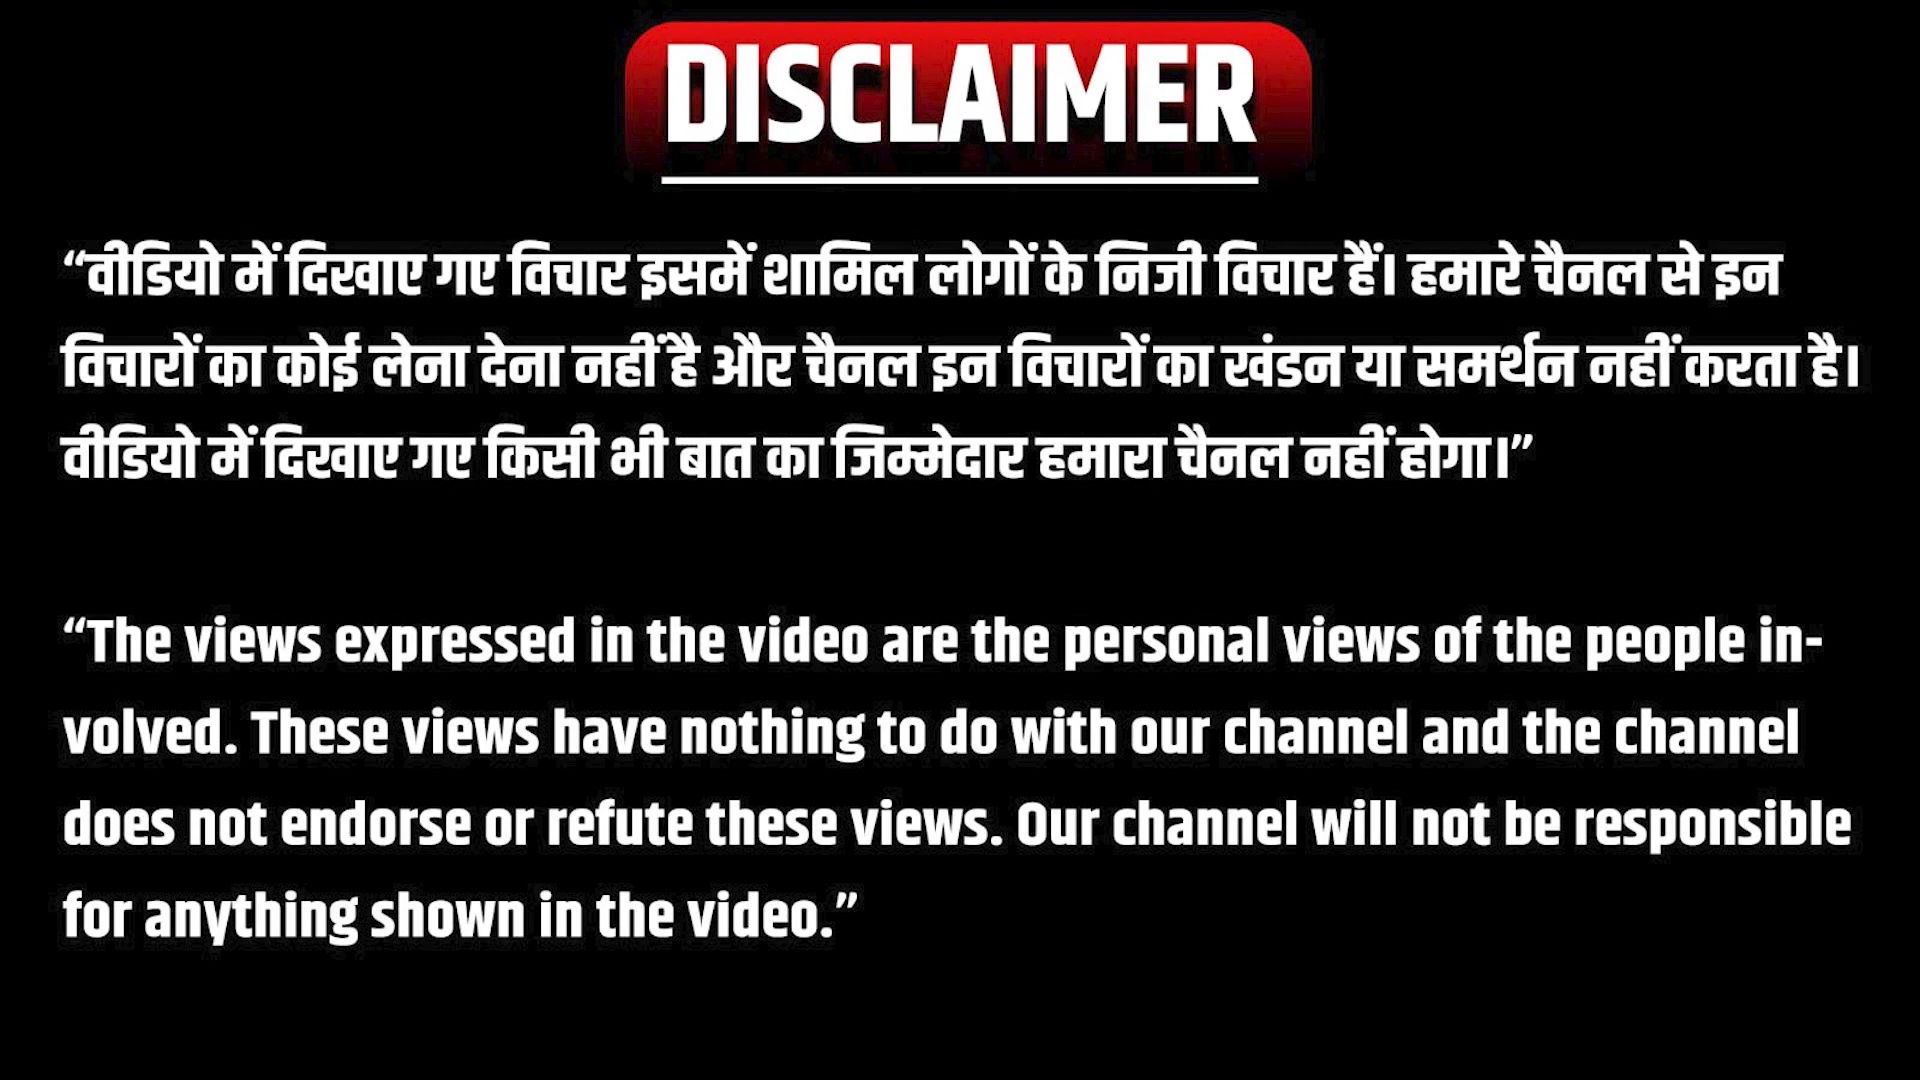 DISCLAIMER
“वीडियो में दिखाए गए विचार इसमें शामिल लोगों के निजी विचार हैं। हमारे चैनल से इन
विचारों का कोई लेना देना नहीं है और चैनल इन विचारों का खंडन या समर्थन नहीं करता है।
वीडियो में दिखाए गए किसी भी बात का जिम्मेदार हमारा चैनल नहीं होगा।”
“The views expressed in the video are the personal views of the people in-
volved. These views have nothing to do with our channel and the channel
does not endorse or refute these views. Our channel will not be responsible
for anything shown in the video.”